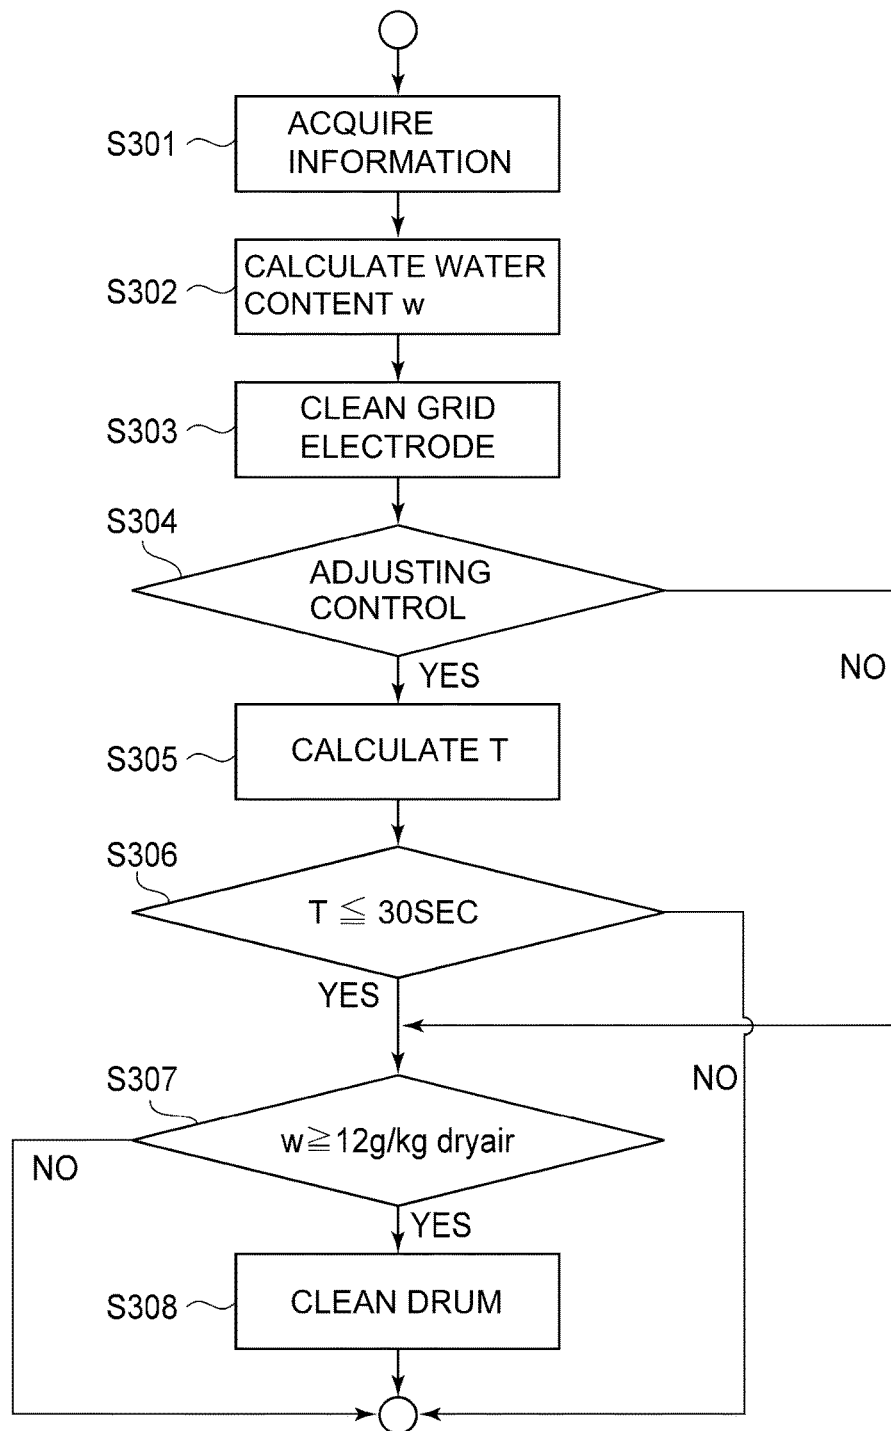 S301
ACQUIRE
INFORMATION
S302
CALCULATE WATER
CONTENT w
S303
CLEAN GRID
ELECTRODE
S304
ADJUSTING
CONTROL
NO
YES
S305
CALCULATE T
S306
T ≦ 30SEC
YES
NO
S307
w≧12g/kg dryair
NO
YES
S308
CLEAN DRUM